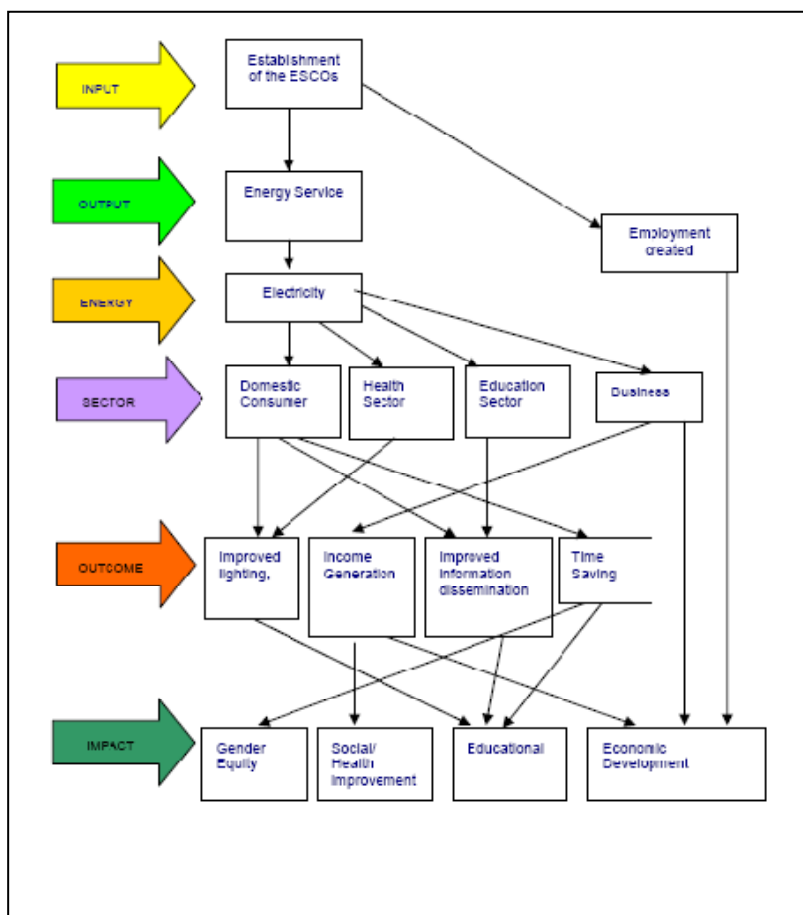 INPUT
Establishment
of the ESCOs
OUTPUT
Energy Service
Employment
created
ENERGY
Electricity
SECTOR
Domestic
Consumer
Health
Sector
Education
Sector
Business
OUTCOME
Improved
lighting,
Income
Generation
Improved
Information
dissemination
Time
Saving
IMPACT
Gender
Equity
Social/
Health
Improvement
Educational
Economic
Development